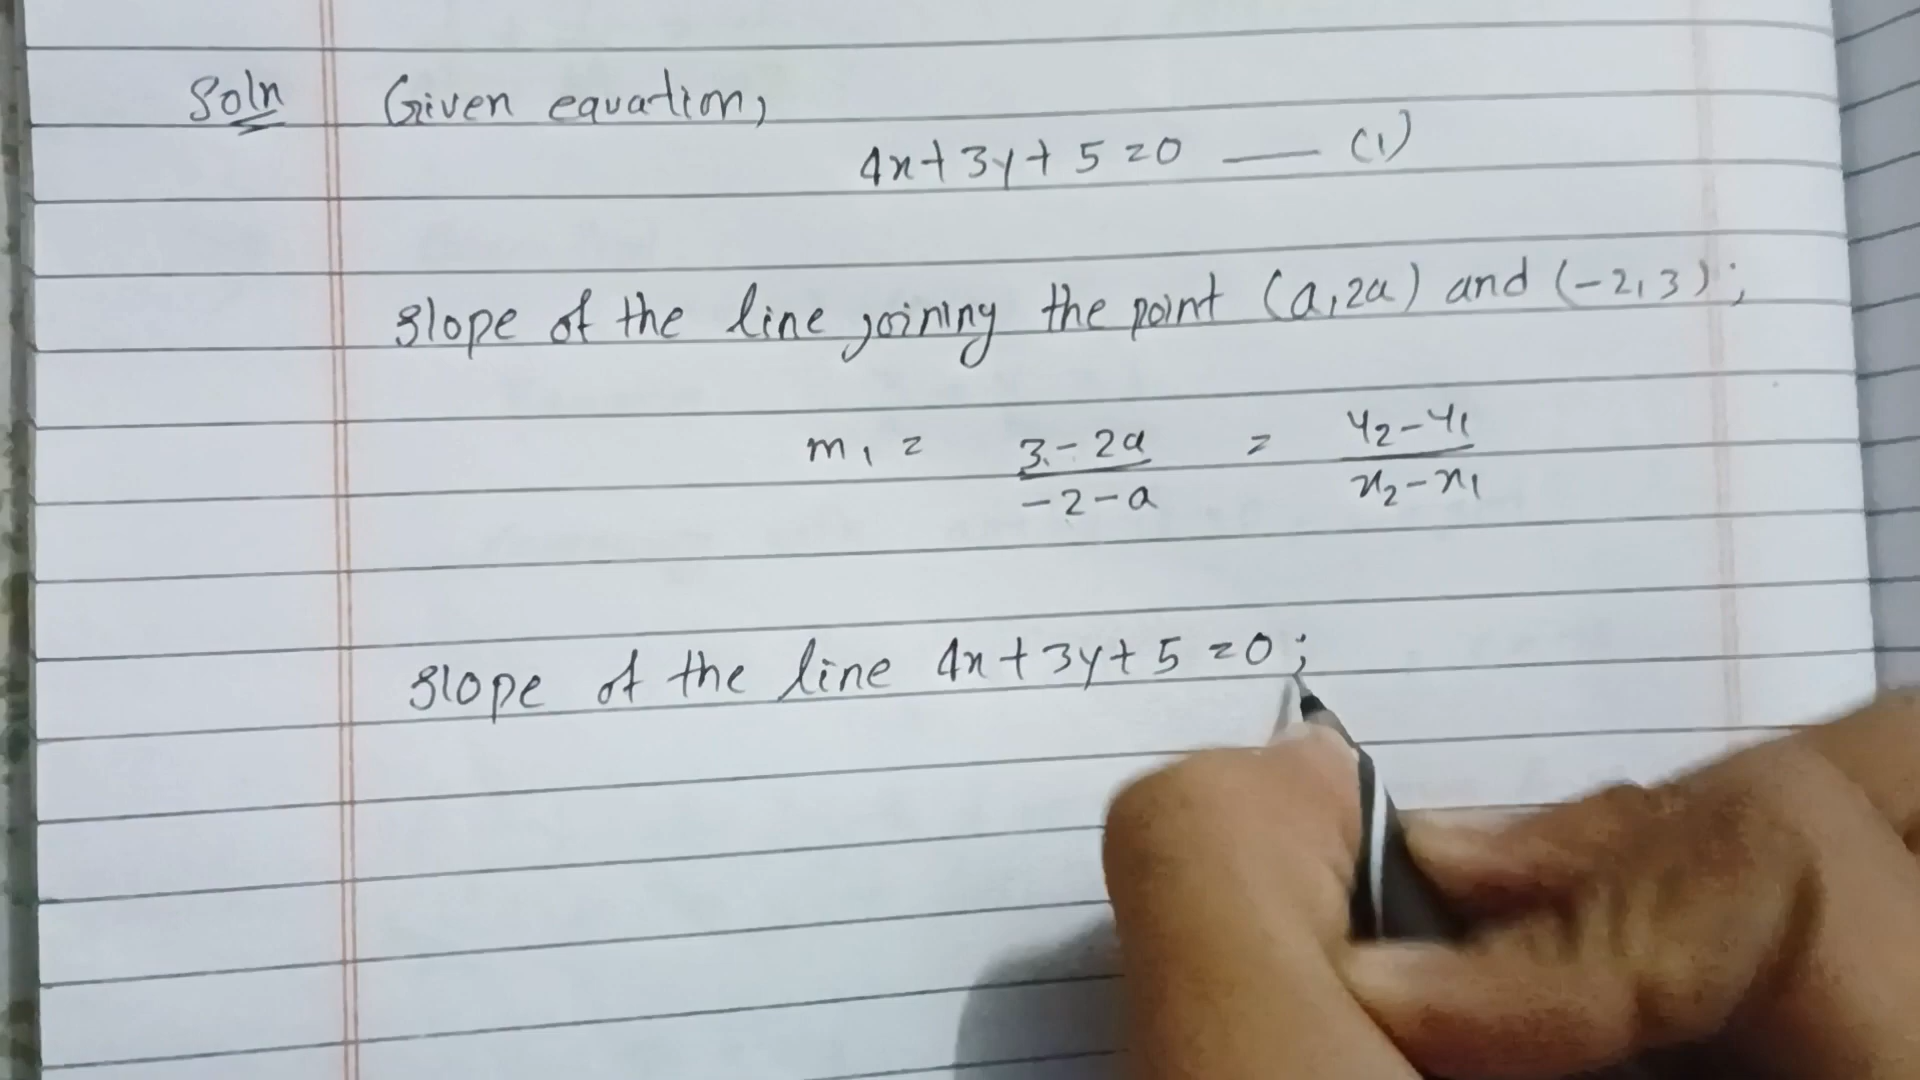 Soln Given equation,
4x+3y+5=0 — (1)
slope of the line joining the point (a,2a) and (-2,3);
m₁ = (3-2a)/(-2-a) = (y₂-y₁)/(x₂-x₁)
slope of the line 4x+3y+5=0;